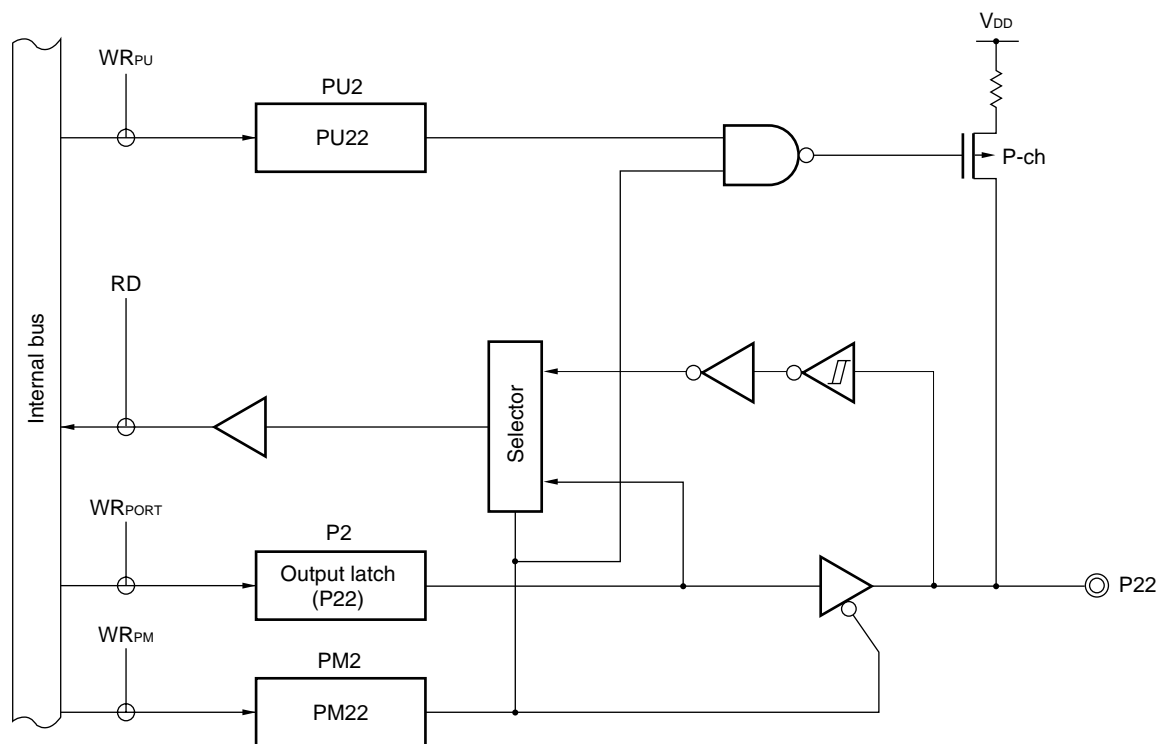 VDD
WRPU
PU2
PU22
P-ch
RD
Internal bus
Selector
WRPORT
P2
Output latch
(P22)
P22
WRPM
PM2
PM22